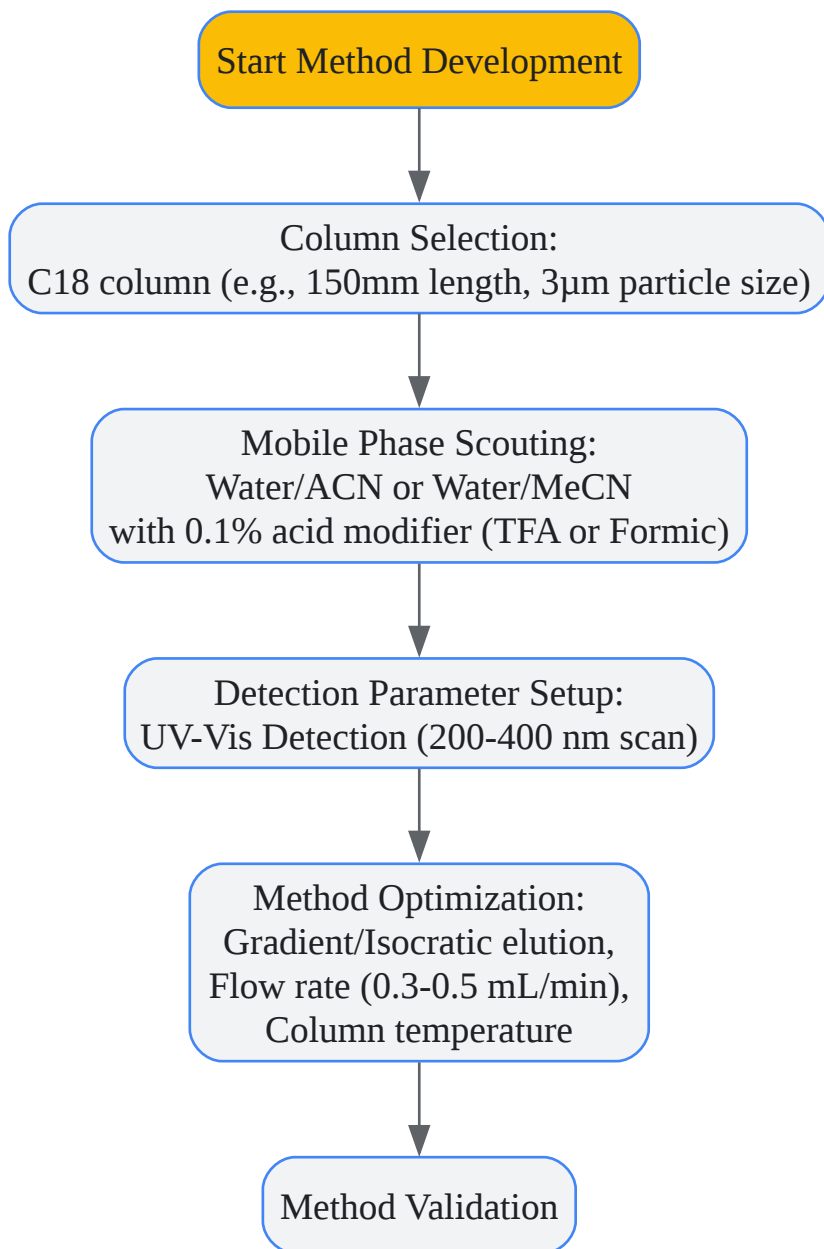 Start Method Development
Column Selection:
C18 column (e.g., 150mm length, 3µm particle size)
Mobile Phase Scouting:
Water/ACN or Water/MeCN
with 0.1% acid modifier (TFA or Formic)
Detection Parameter Setup:
UV-Vis Detection (200-400 nm scan)
Method Optimization:
Gradient/Isocratic elution,
Flow rate (0.3-0.5 mL/min),
Column temperature
Method Validation